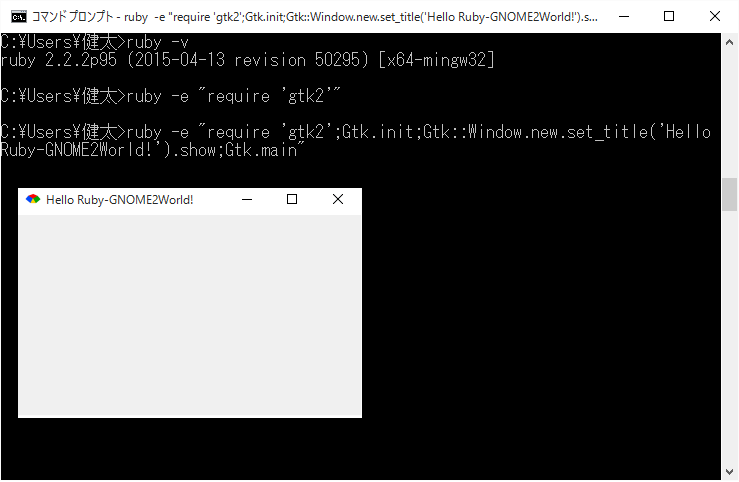 コマンドプロンプト - ruby  -e "require 'gtk2';Gtk.init;Gtk::Window.new.set_title('Hello Ruby-GNOME2World!').s...
C:¥Users¥健太>ruby -v
ruby 2.2.2p95 (2015-04-13 revision 50295) [x64-mingw32]
C:¥Users¥健太>ruby -e "require 'gtk2'"
C:¥Users¥健太>ruby -e "require 'gtk2';Gtk.init;Gtk::Window.new.set_title('Hello
Ruby-GNOME2World!').show;Gtk.main"
Hello Ruby-GNOME2World!